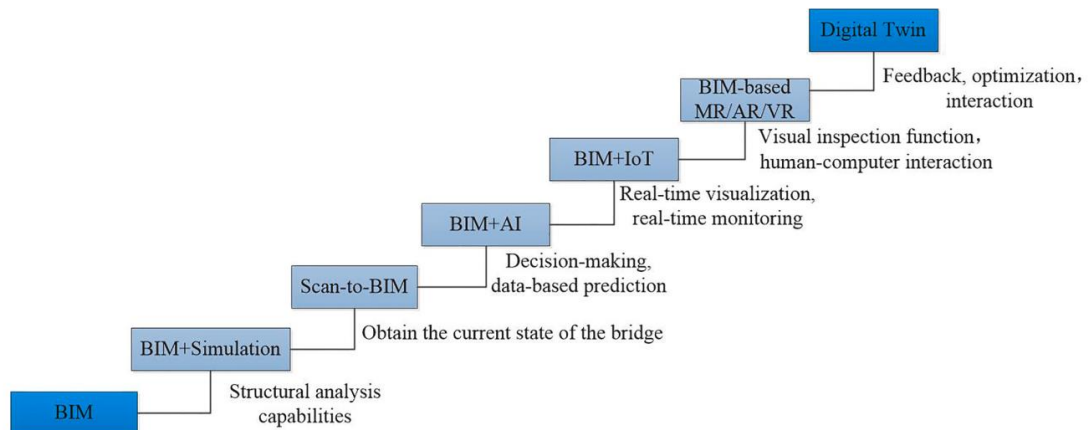 Digital Twin
Feedback, optimization，
interaction
BIM-based
MR/AR/VR
Visual inspection function，
human-computer interaction
BIM+IoT
Real-time visualization,
real-time monitoring
BIM+AI
Decision-making,
data-based prediction
Scan-to-BIM
Obtain the current state of the bridge
BIM+Simulation
Structural analysis
capabilities
BIM